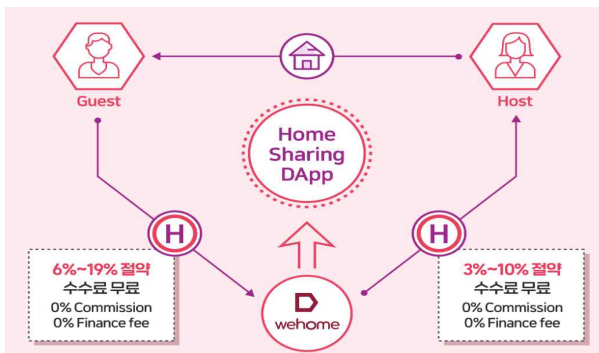 Guest
Host
Home
Sharing
DApp
H
H
6%~19% 절약
수수료 무료
0% Commission
0% Finance fee
wehome
3%~10% 절약
수수료 무료
0% Commission
0% Finance fee